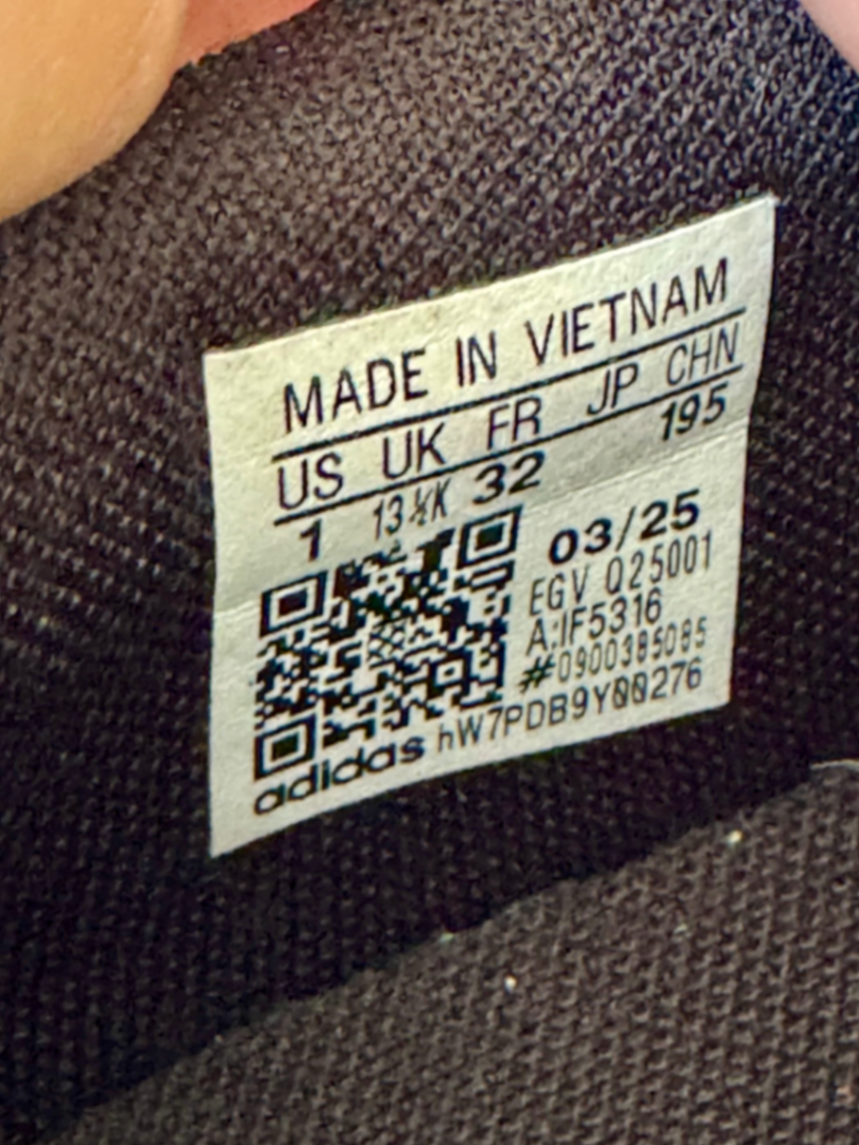 MADE IN VIETNAM
US UK FR JP CHN
1 13½K 32 195
03/25
EGV Q25001
A:IF5316
#0900385085
adidas hW7PDB9Y00276